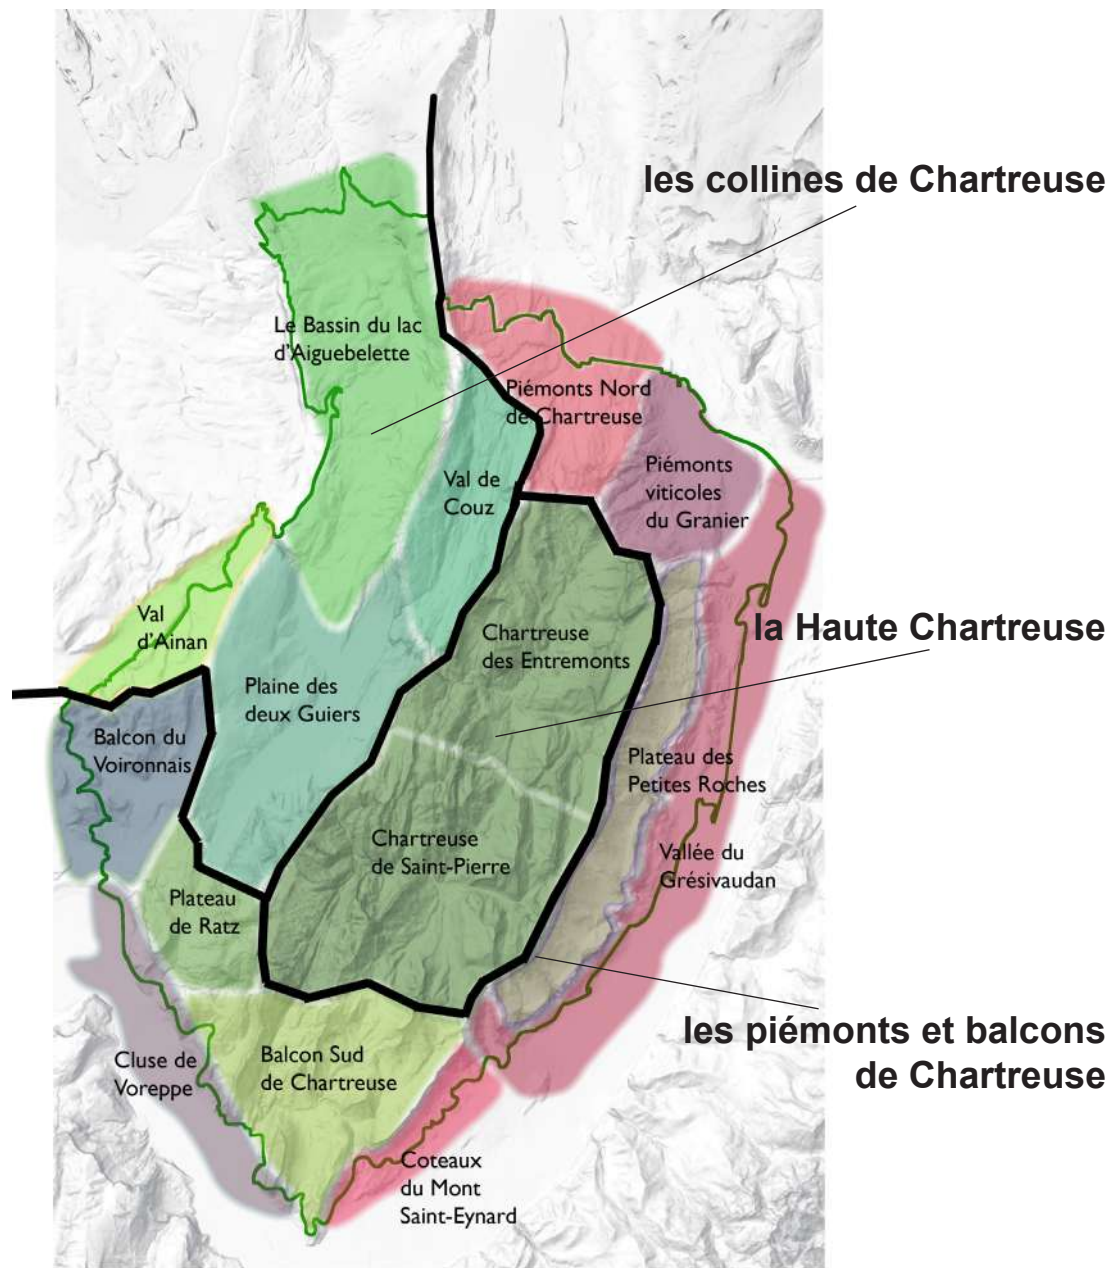 les collines de Chartreuse
Le Bassin du lac
d'Aiguebelette
Piémonts Nord
de Chartreuse
Val de
Couz
Piémonts
viticoles
du Granier
Val
d'Ainan
Chartreuse
des Entremonts
la Haute Chartreuse
Plaine des
deux Guiers
Balcon du
Voironnais
Plateau des
Petites Roches
Chartreuse
de Saint-Pierre
Vallée du
Grésivaudan
Plateau
de Ratz
les piémonts et balcons
de Chartreuse
Cluse de
Voreppe
Balcon Sud
de Chartreuse
Coteaux
du Mont
Saint-Eynard